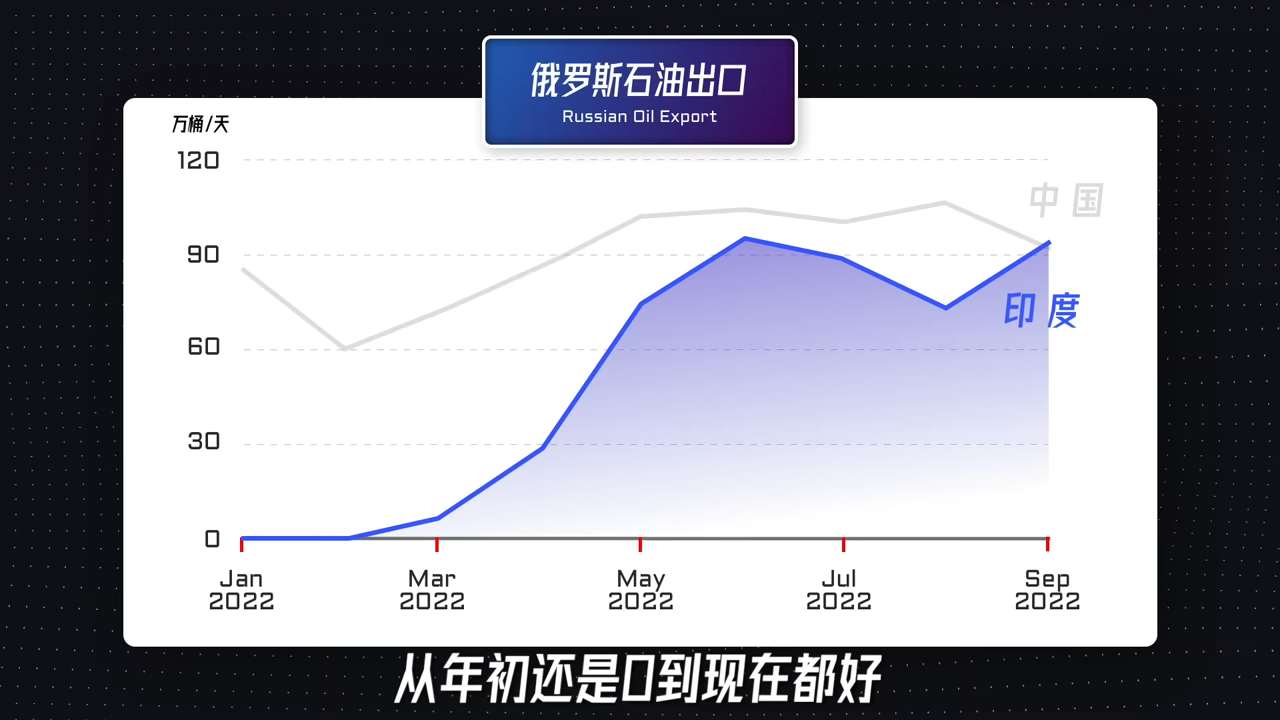 俄罗斯石油出口
Russian Oil Export
万桶/天
120
90
60
30
0
中国
印度
Jan 2022
Mar 2022
May 2022
Jul 2022
Sep 2022
从年初还是0到现在都好